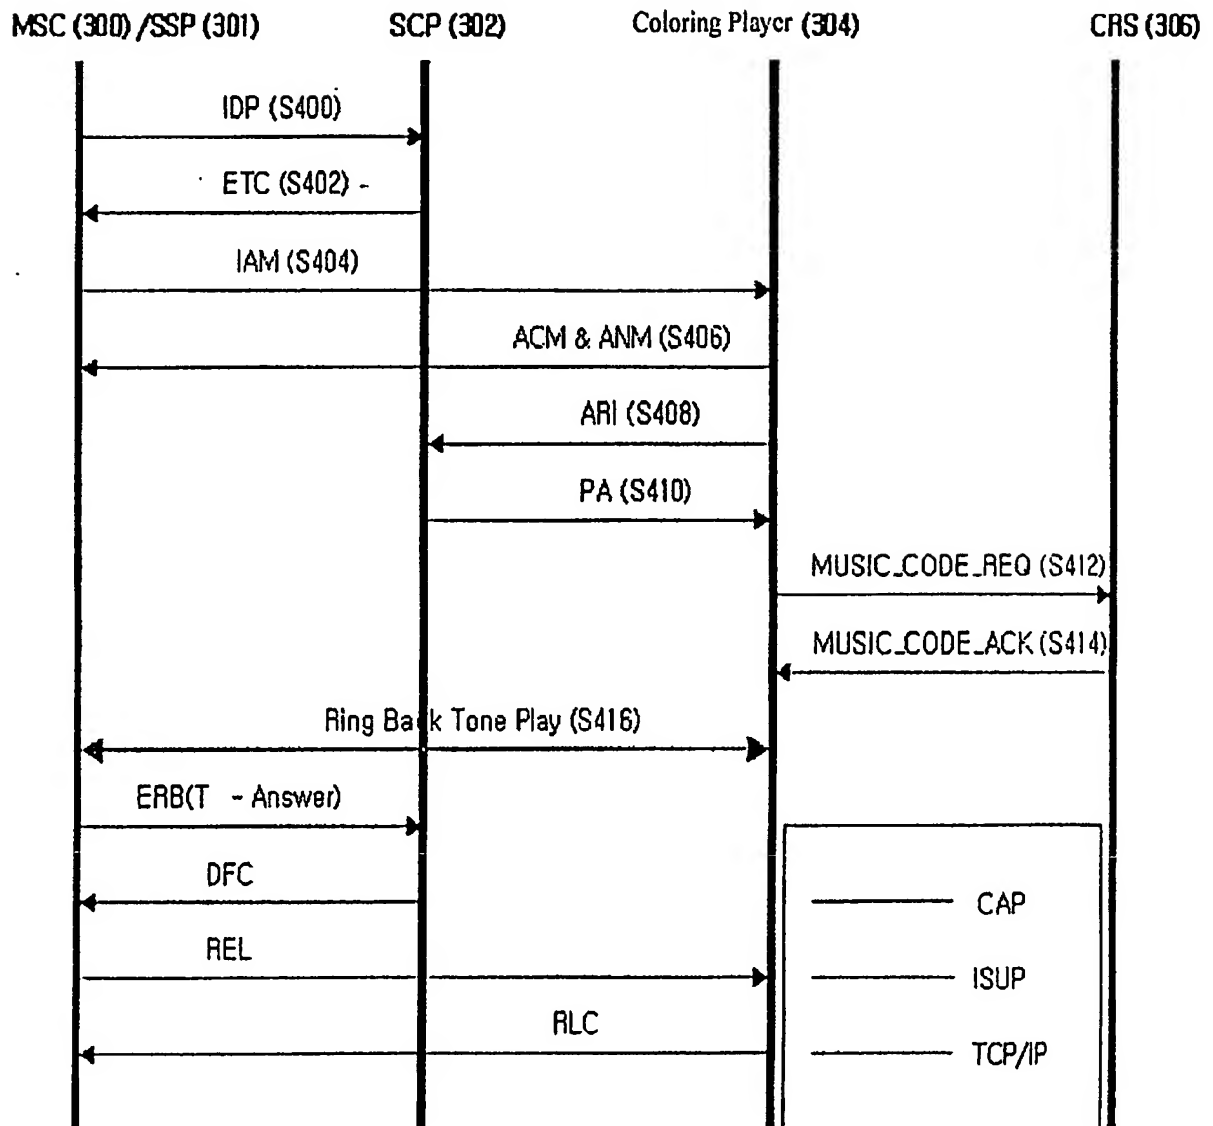 MSC (300) /SSP (301) SCP (302) Coloring Player (304) CRS (306)
IDP (S400)
ETC (S402) -
IAM (S404)
ACM & ANM (S406)
ARI (S408)
PA (S410)
MUSIC_CODE_REQ (S412)
MUSIC_CODE_ACK (S414)
Ring Back Tone Play (S416)
ERB(T - Answer)
DFC
CAP
REL
ISUP
RLC
TCP/IP